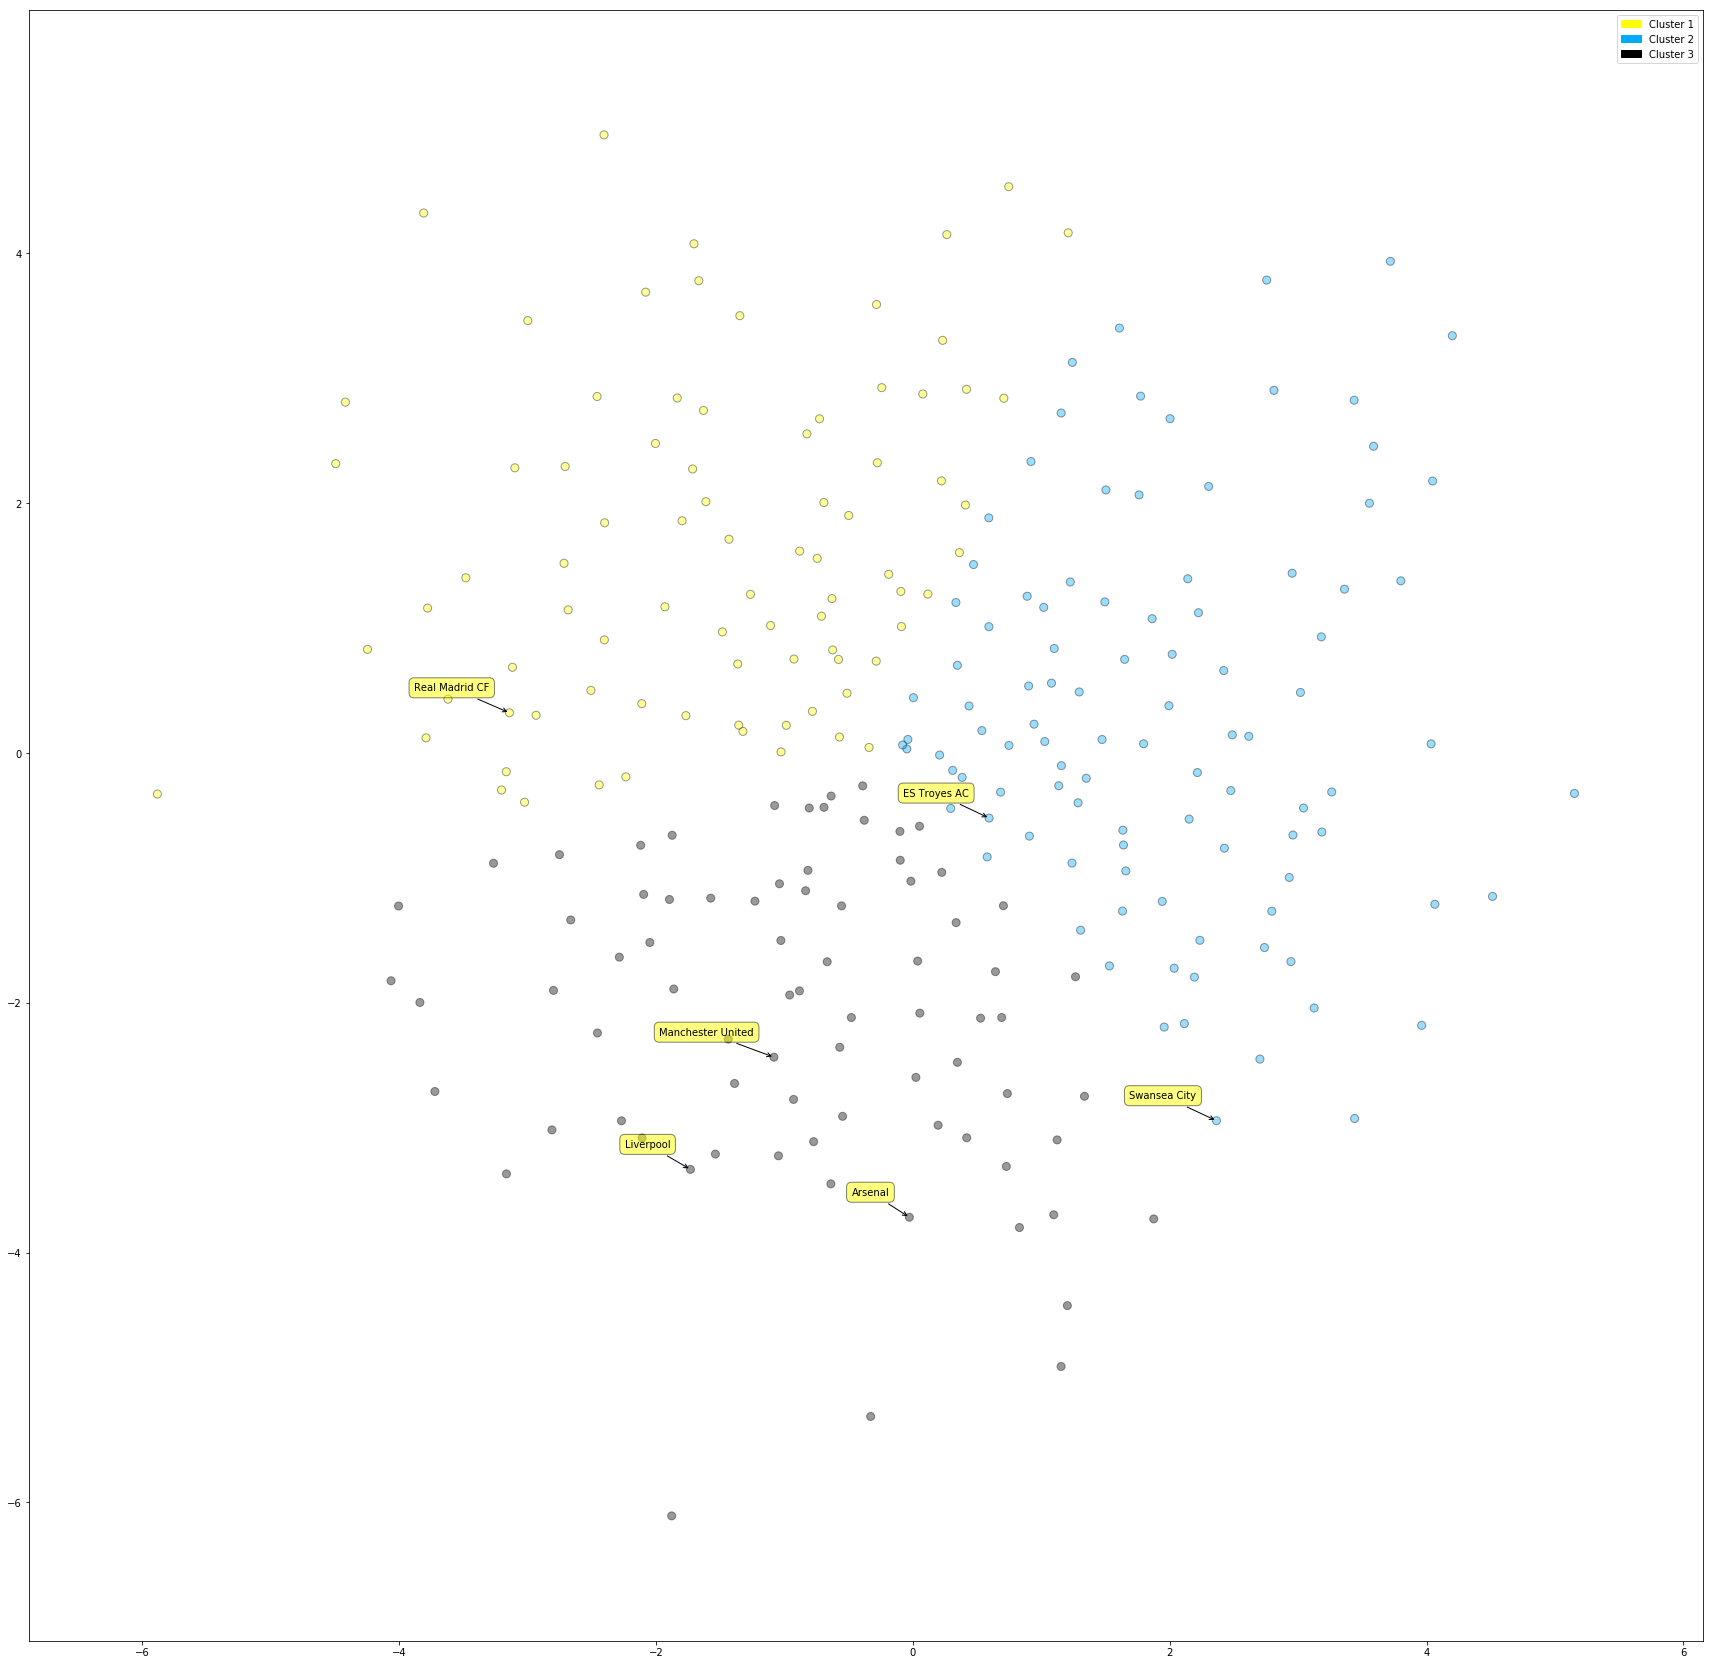 Cluster 1
Cluster 2
Cluster 3
4
2
Real Madrid CF
0
ES Troyes AC
−2
Manchester United
Swansea City
Liverpool
Arsenal
−4
−6
−6 −4 −2 0 2 4 6